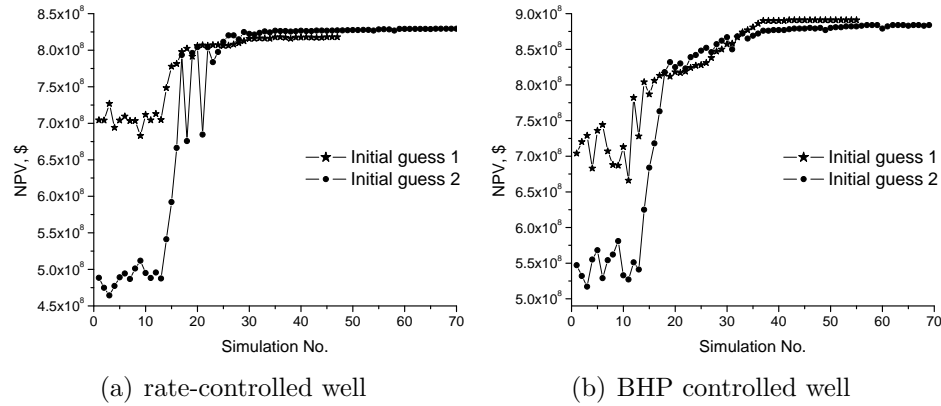 8.5x10⁸
8.0x10⁸
7.5x10⁸
7.0x10⁸
6.5x10⁸
6.0x10⁸
5.5x10⁸
5.0x10⁸
4.5x10⁸
NPV, $
Initial guess 1
Initial guess 2
0 10 20 30 40 50 60 70
Simulation No.
(a) rate-controlled well
9.0x10⁸
8.5x10⁸
8.0x10⁸
7.5x10⁸
7.0x10⁸
6.5x10⁸
6.0x10⁸
5.5x10⁸
5.0x10⁸
NPV, $
Initial guess 1
Initial guess 2
0 10 20 30 40 50 60 70
Simulation No.
(b) BHP controlled well